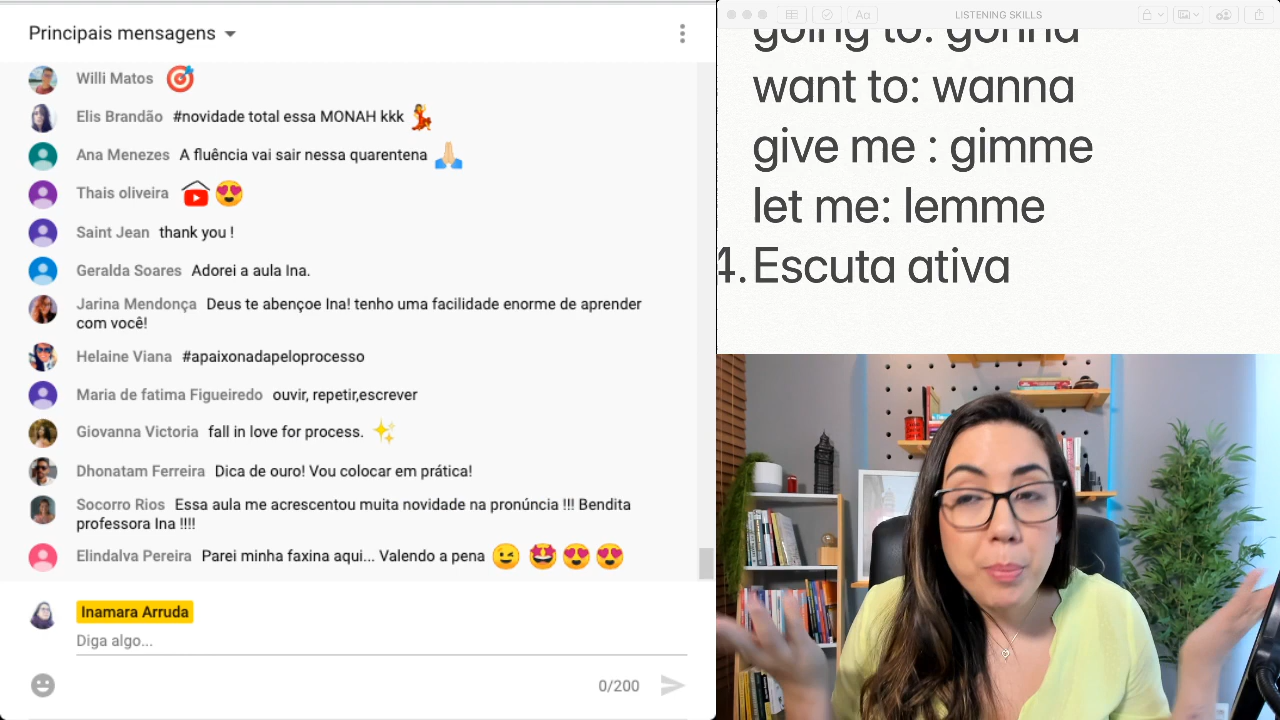 Principais mensagens
Willi Matos
Elis Brandão #novidade total essa MONAH kkk
Ana Menezes A fluência vai sair nessa quarentena
Thais oliveira
Saint Jean thank you !
Geralda Soares Adorei a aula Ina.
Jarina Mendonça Deus te abençoe Ina! tenho uma facilidade enorme de aprender
com você!
Helaine Viana #apaixonadapeloprocesso
Maria de fatima Figueiredo ouvir, repetir,escrever
Giovanna Victoria fall in love for process.
Dhonatam Ferreira Dica de ouro! Vou colocar em prática!
Socorro Rios Essa aula me acrescentou muita novidade na pronúncia !!! Bendita
professora Ina !!!!
Elindalva Pereira Parei minha faxina aqui... Valendo a pena
Inamara Arruda
Diga algo...
0/200
Aa
LISTENING SKILLS
going to: gonna
want to: wanna
give me : gimme
let me: lemme
4. Escuta ativa